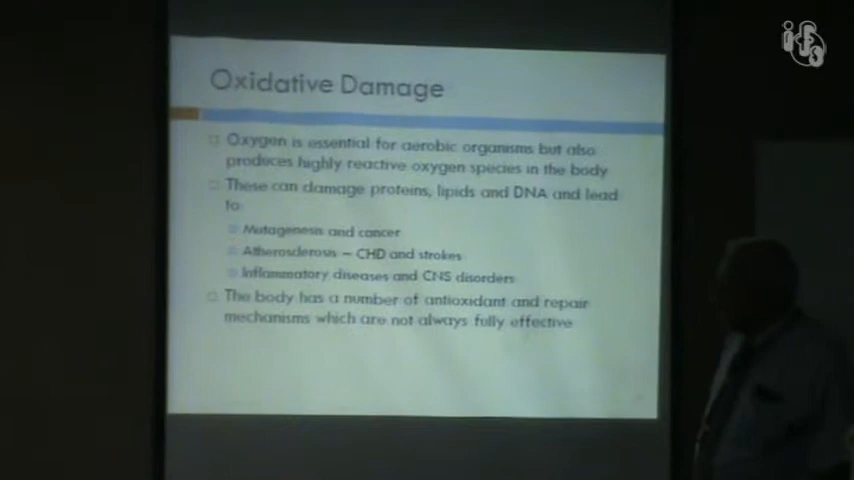 Oxidative Damage
Oxygen is essential for aerobic organisms but also
produces highly reactive oxygen species in the body
These can damage proteins, lipids and DNA and lead
to
Mutagenesis and cancer
Atherosclerosis – CHD and strokes
Inflammatory diseases and CNS disorders
The body has a number of antioxidant and repair
mechanisms which are not always fully effective